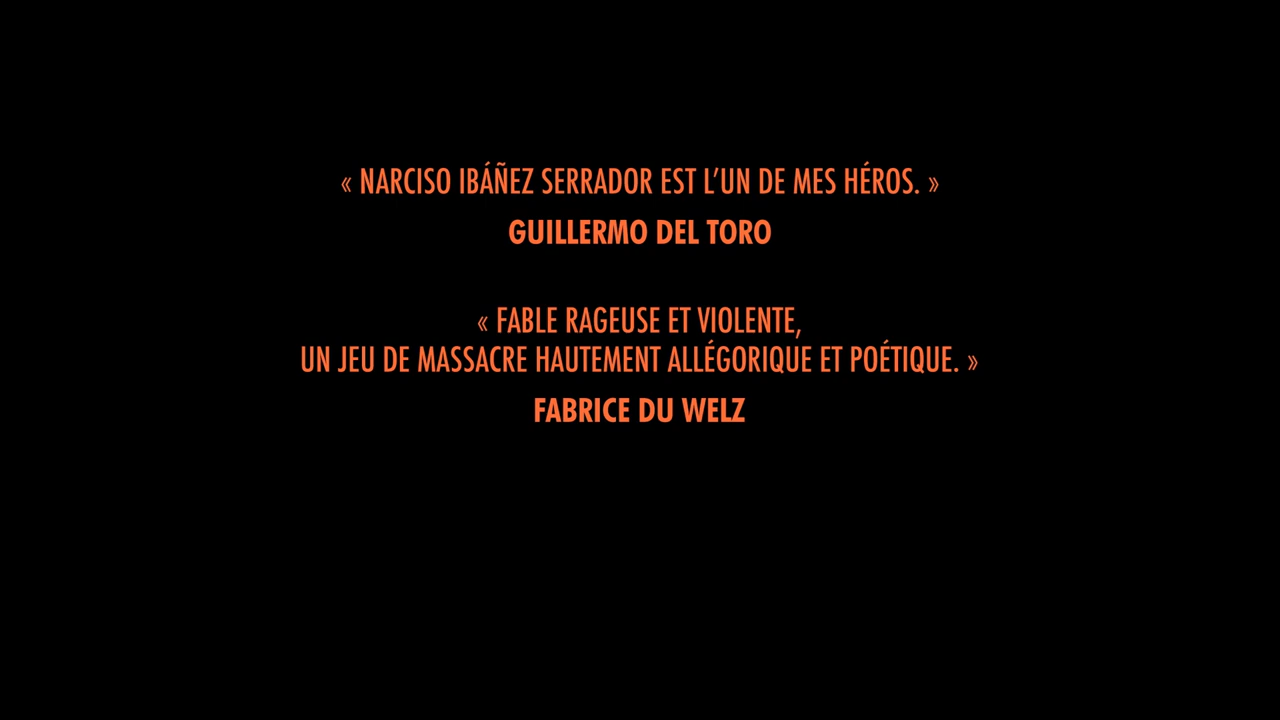 « NARCISO IBÁÑEZ SERRADOR EST L’UN DE MES HÉROS. »
GUILLERMO DEL TORO
« FABLE RAGEUSE ET VIOLENTE,
UN JEU DE MASSACRE HAUTEMENT ALLÉGORIQUE ET POÉTIQUE. »
FABRICE DU WELZ